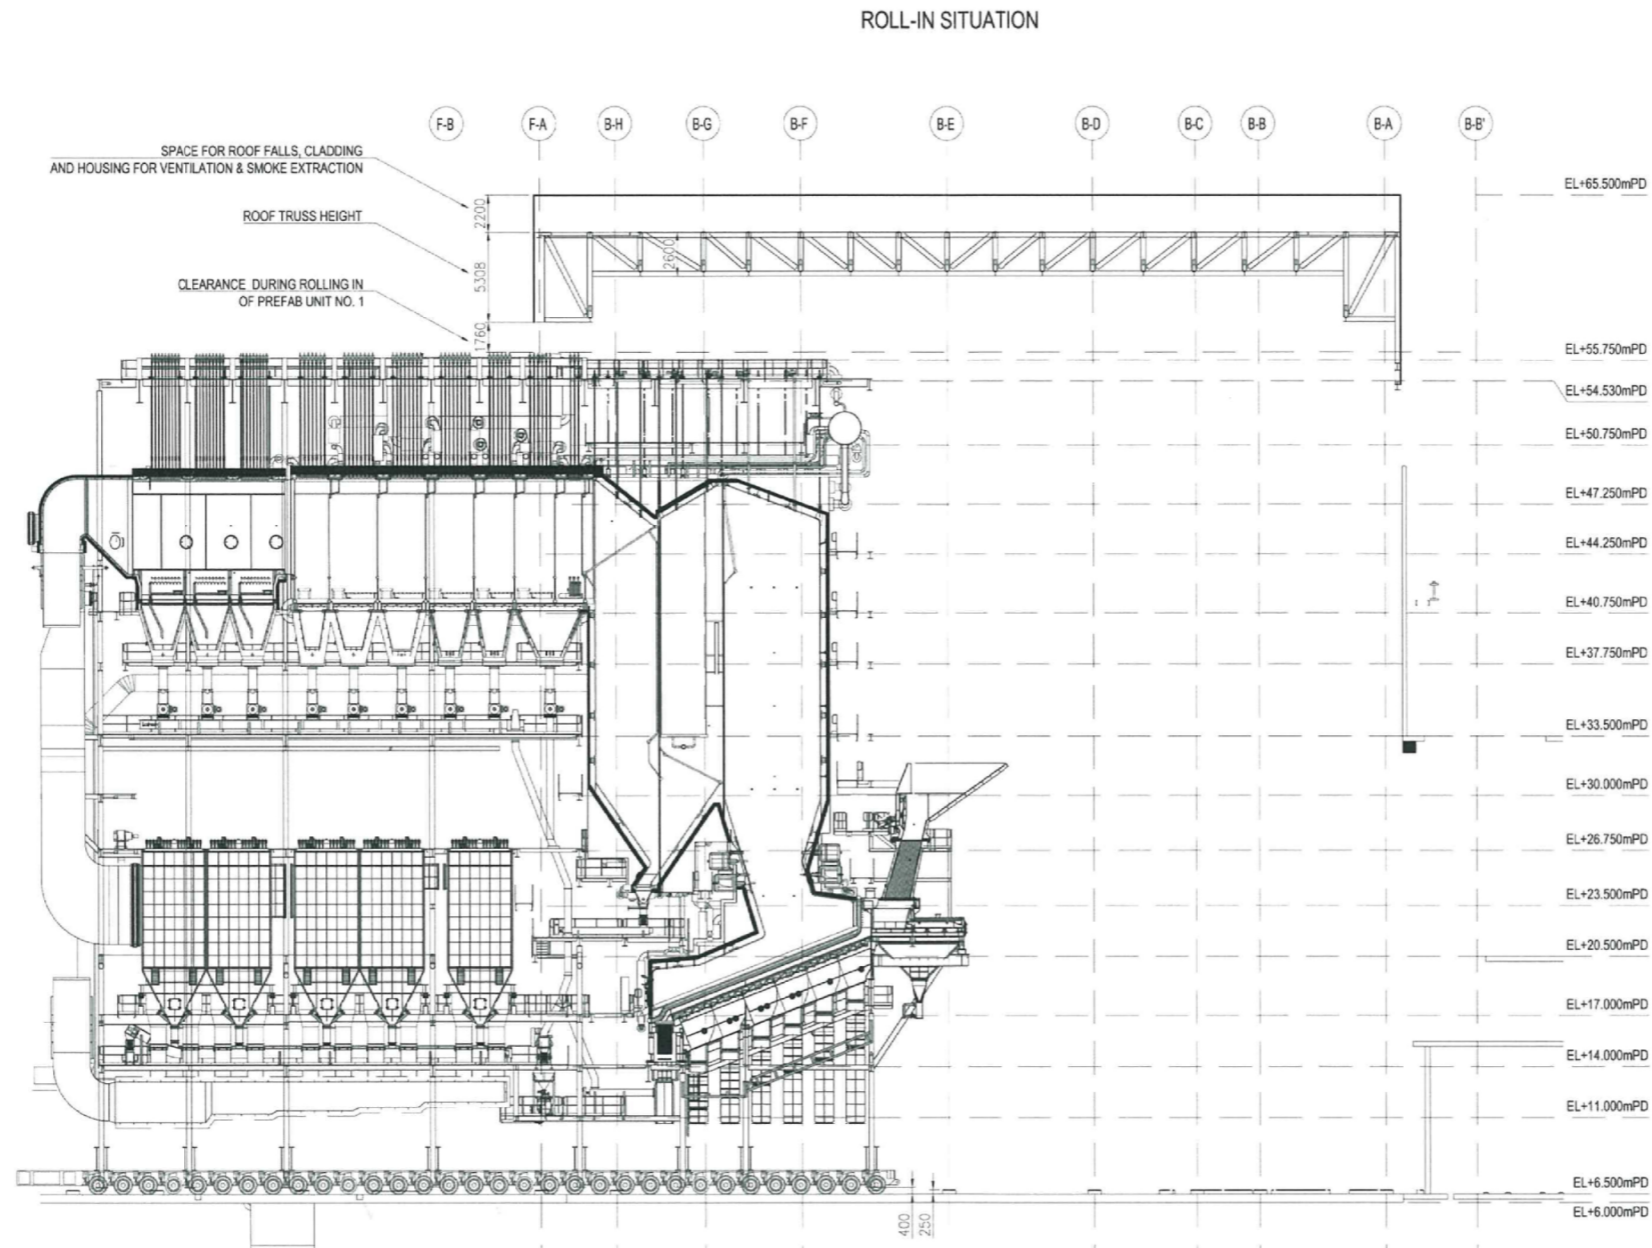 ROLL-IN SITUATION
F-B
F-A
B-H
B-G
B-F
B-E
B-D
B-C
B-B
B-A
B-B'
SPACE FOR ROOF FALLS, CLADDING
AND HOUSING FOR VENTILATION & SMOKE EXTRACTION
ROOF TRUSS HEIGHT
CLEARANCE DURING ROLLING IN
OF PREFAB UNIT NO. 1
2200
5308
2600
1760
EL+65.500mPD
EL+55.750mPD
EL+54.530mPD
EL+50.750mPD
EL+47.250mPD
EL+44.250mPD
EL+40.750mPD
EL+37.750mPD
EL+33.500mPD
EL+30.000mPD
EL+26.750mPD
EL+23.500mPD
EL+20.500mPD
EL+17.000mPD
EL+14.000mPD
EL+11.000mPD
EL+6.500mPD
EL+6.000mPD
400
250